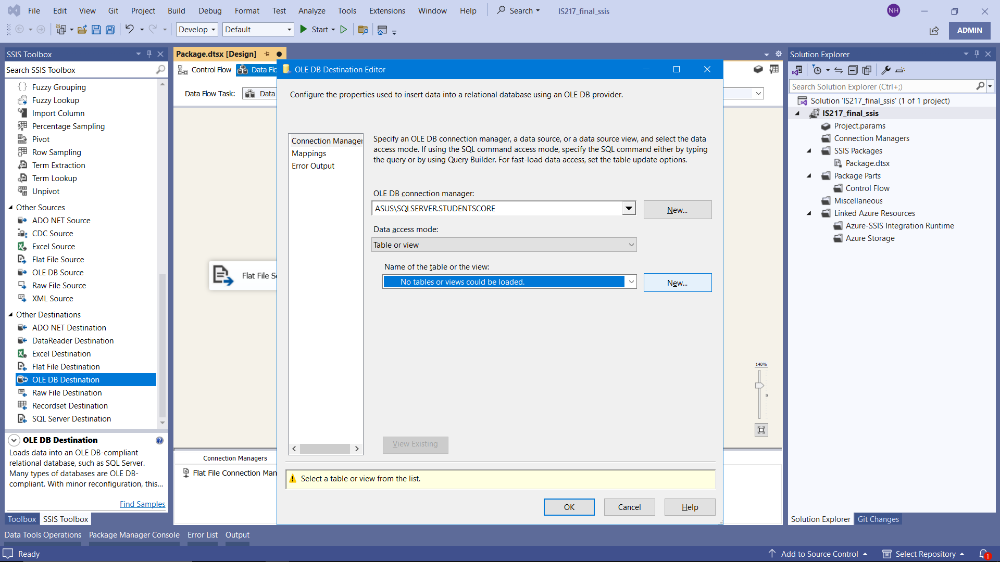 File Edit View Git Project Build Debug Format Test Analyze Tools Extensions Window Help Search IS217_final_ssis NH
Develop Default Start ADMIN
SSIS Toolbox
Search SSIS Toolbox
Fuzzy Grouping
Fuzzy Lookup
Import Column
Percentage Sampling
Pivot
Row Sampling
Term Extraction
Term Lookup
Unpivot
Other Sources
ADO NET Source
CDC Source
Excel Source
Flat File Source
OLE DB Source
Raw File Source
XML Source
Other Destinations
ADO NET Destination
DataReader Destination
Excel Destination
Flat File Destination
OLE DB Destination
Raw File Destination
Recordset Destination
SQL Server Destination
OLE DB Destination
Loads data into an OLE DB-compliant
relational database, such as SQL Server.
Many types of databases are OLE DB-
compliant. With minor reconfiguration, this...
Find Samples
Toolbox SSIS Toolbox
Package.dtsx [Design]
Control Flow Data Flo
Data Flow Task: Data
Flat File S
140%
Connection Managers
Flat File Connection Man
OLE DB Destination Editor
Configure the properties used to insert data into a relational database using an OLE DB provider.
Connection Manager
Mappings
Error Output
Specify an OLE DB connection manager, a data source, or a data source view, and select the data
access mode. If using the SQL command access mode, specify the SQL command either by typing
the query or by using Query Builder. For fast-load data access, set the table update options.
OLE DB connection manager:
ASUS\SQLSERVER.STUDENTSCORE New...
Data access mode:
Table or view
Name of the table or the view:
No tables or views could be loaded. New...
View Existing
Select a table or view from the list.
OK Cancel Help
Solution Explorer
Search Solution Explorer (Ctrl+;)
Solution 'IS217_final_ssis' (1 of 1 project)
IS217_final_ssis
Project.params
Connection Managers
SSIS Packages
Package.dtsx
Package Parts
Control Flow
Miscellaneous
Linked Azure Resources
Azure-SSIS Integration Runtime
Azure Storage
Solution Explorer Git Changes
Data Tools Operations Package Manager Console Error List Output
Ready Add to Source Control Select Repository 1